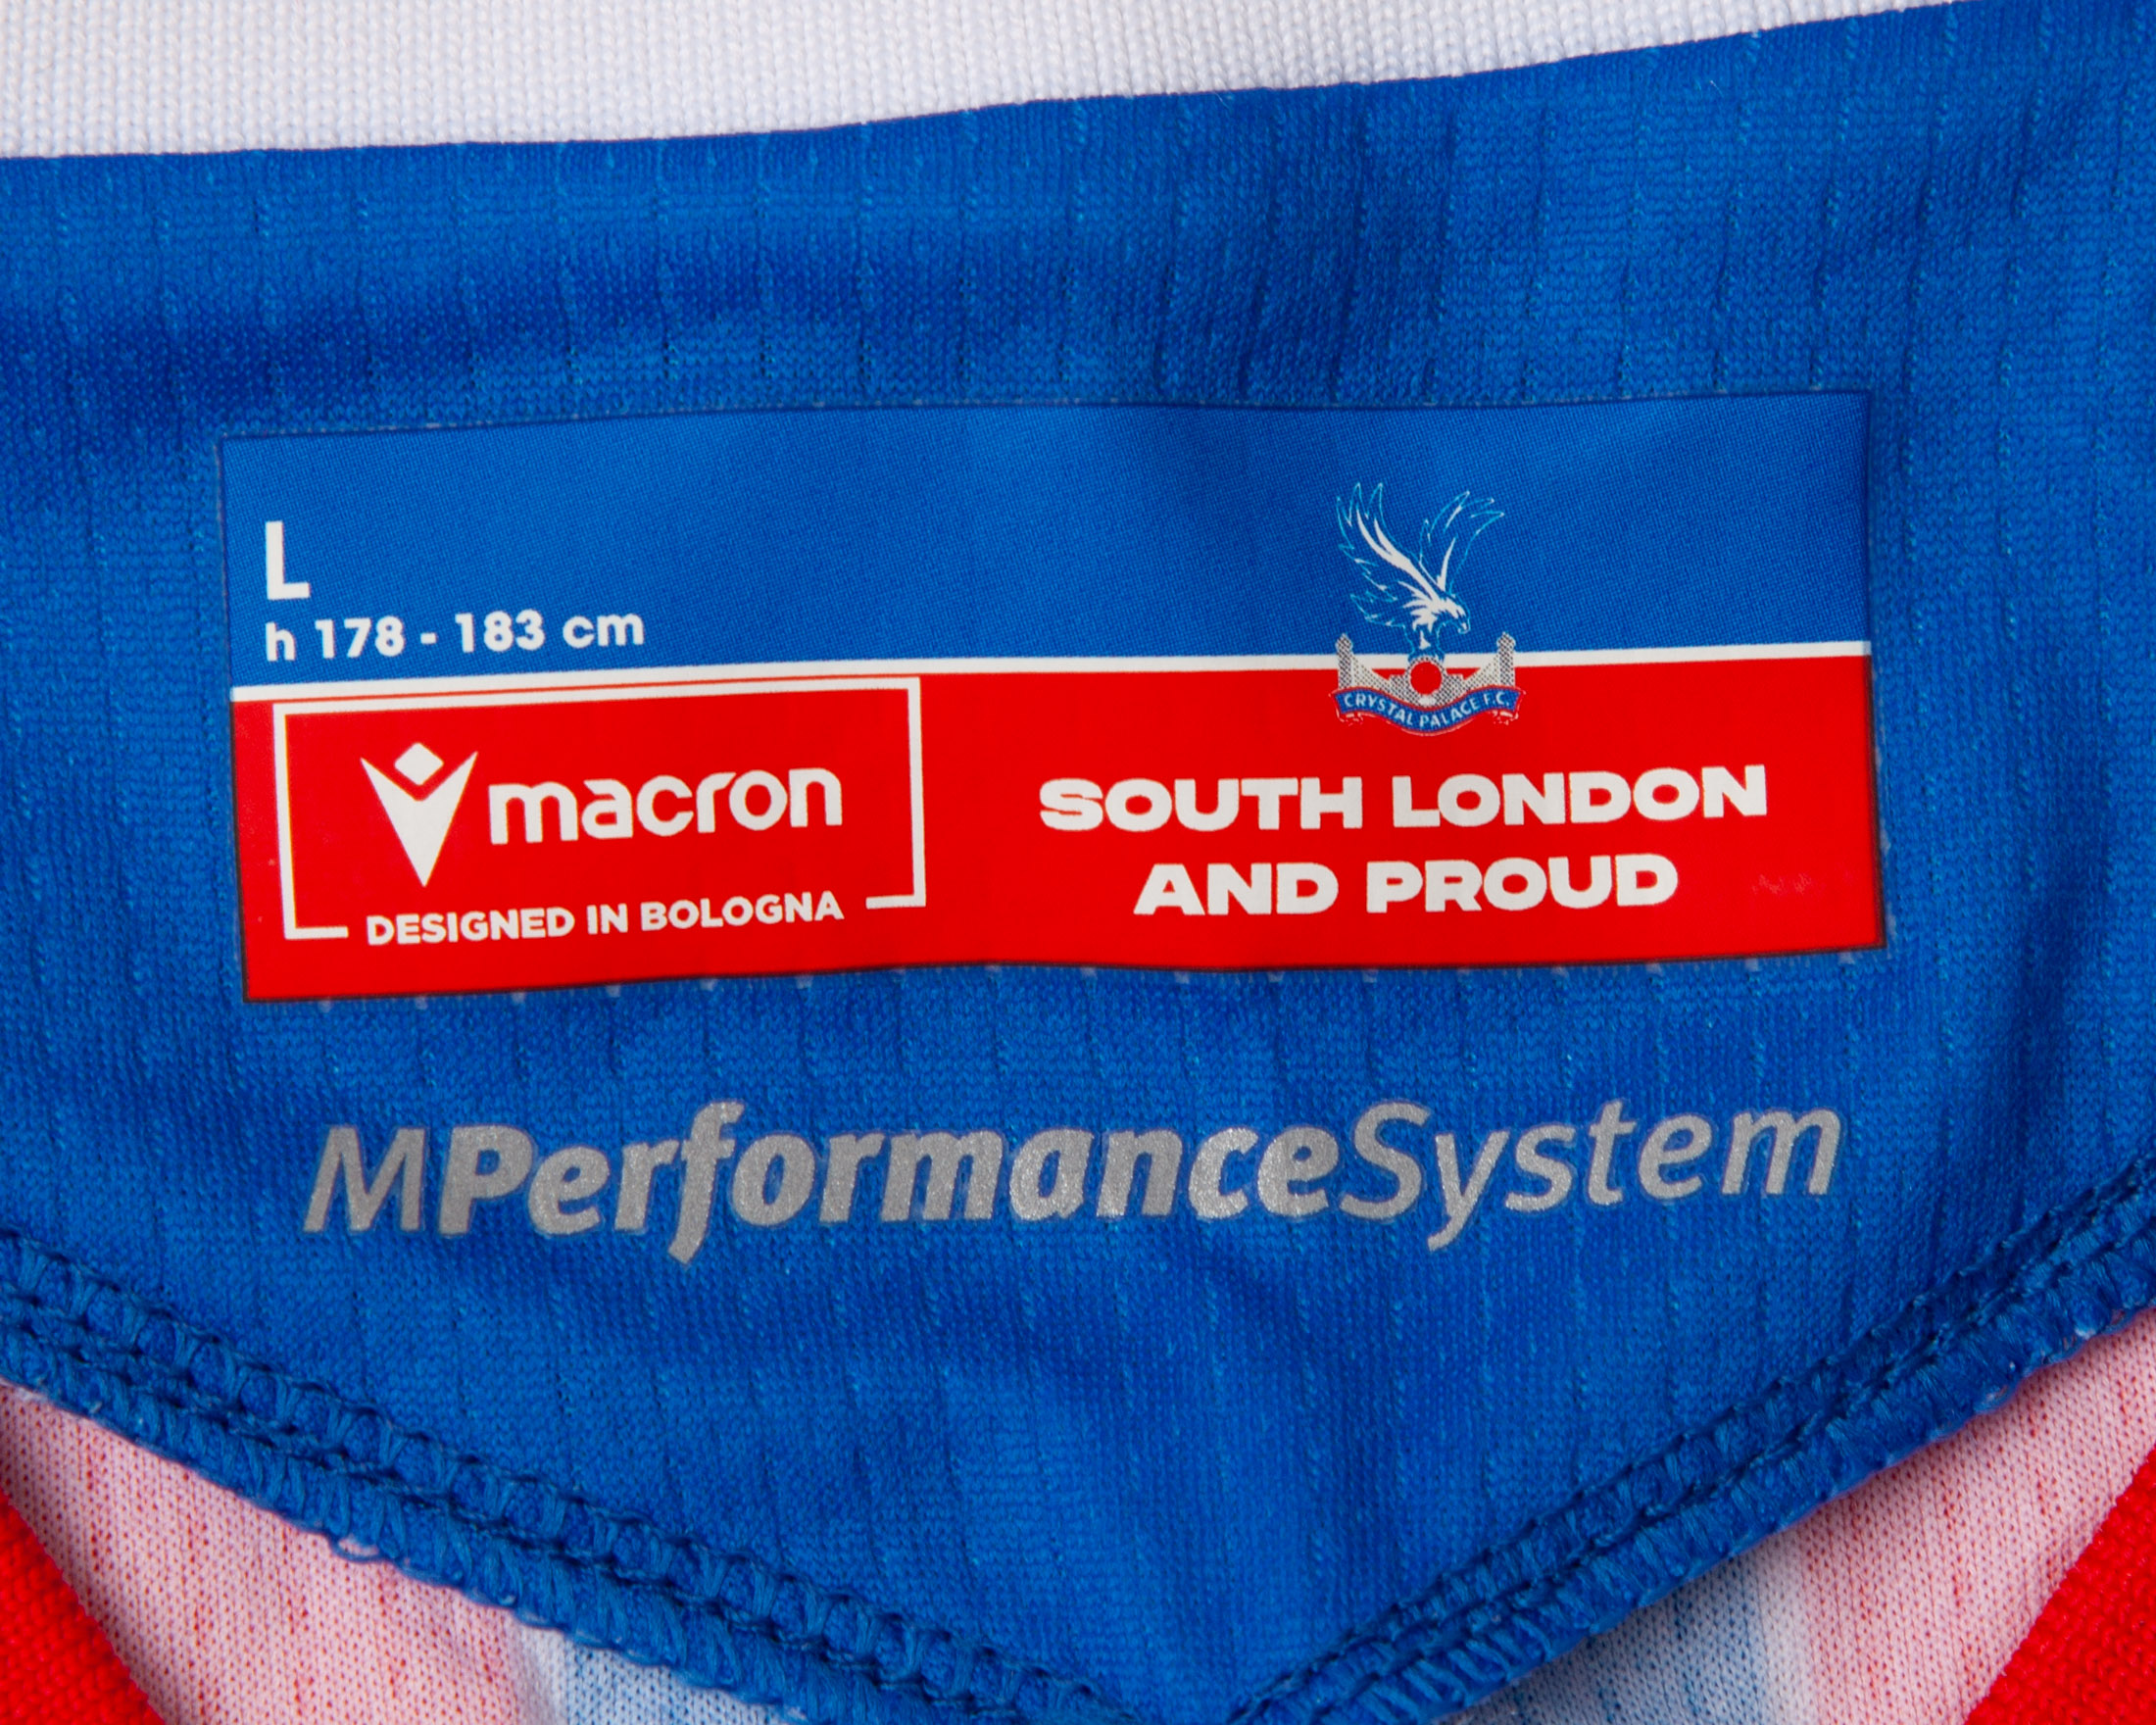 L
h 178 - 183 cm
CRYSTAL PALACE F.C.
macron
DESIGNED IN BOLOGNA
SOUTH LONDON
AND PROUD
MPerformanceSystem